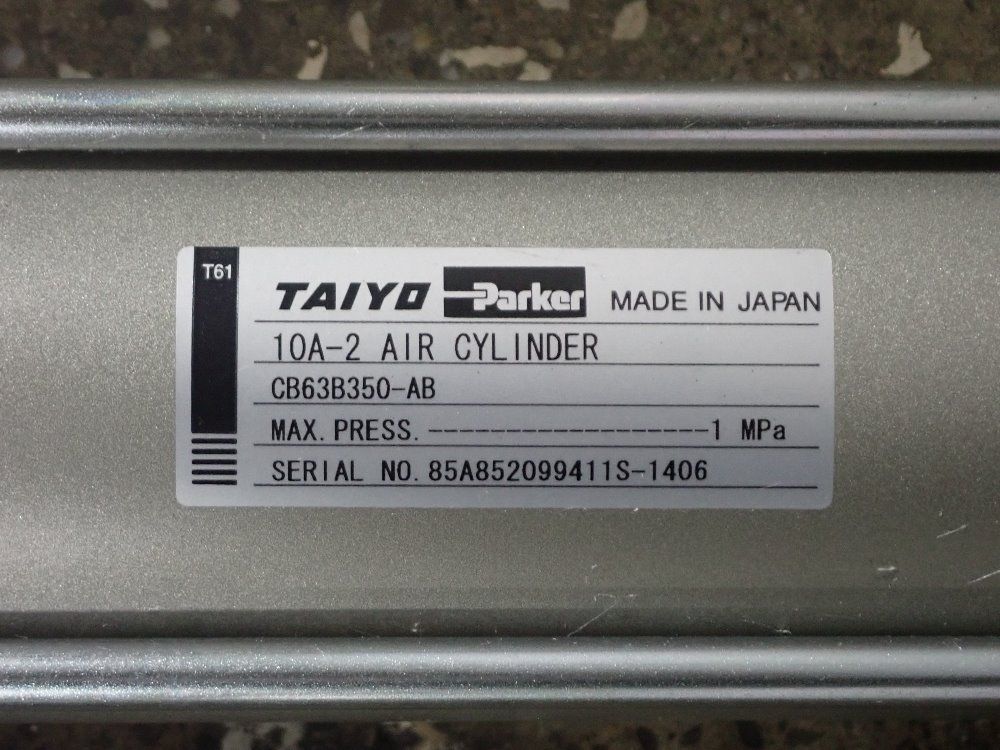 T61
TAIYO Parker MADE IN JAPAN
10A-2 AIR CYLINDER
CB63B350-AB
MAX. PRESS.------------------1 MPa
SERIAL NO. 85A852099411S-1406